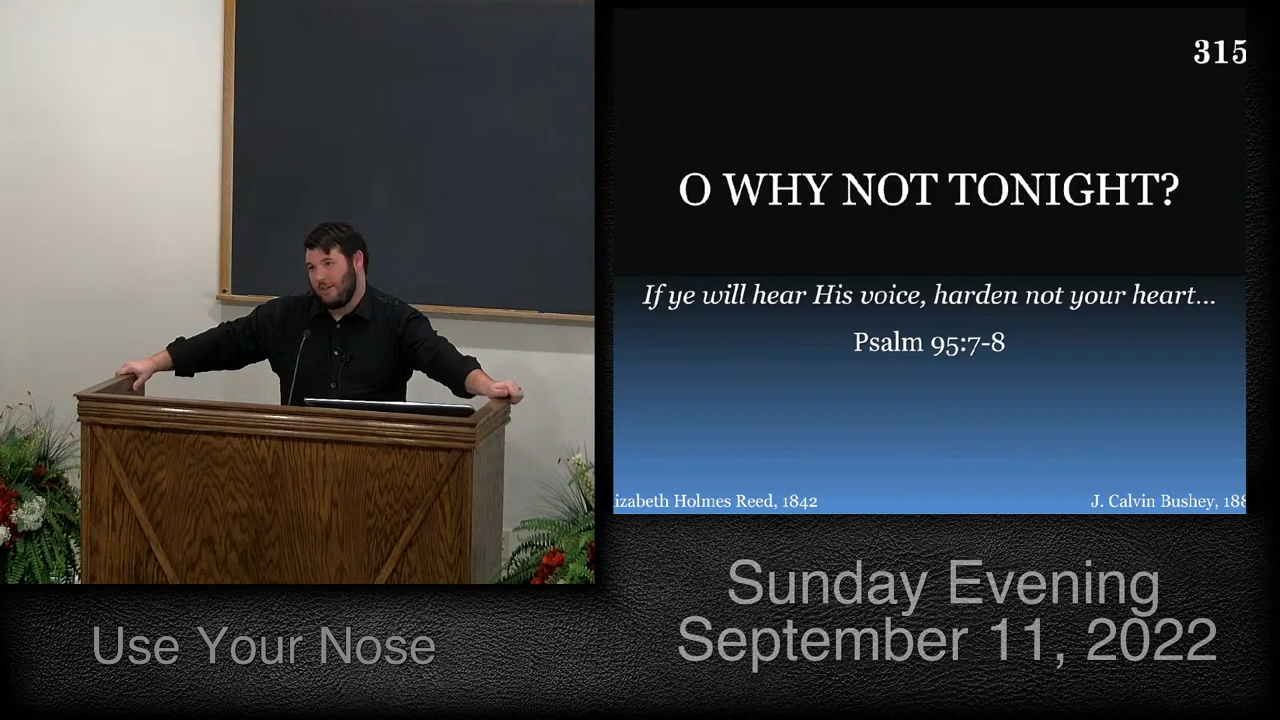 315
O WHY NOT TONIGHT?
If ye will hear His voice, harden not your heart...
Psalm 95:7-8
izabeth Holmes Reed, 1842
J. Calvin Bushey, 188
Use Your Nose
Sunday Evening
September 11, 2022